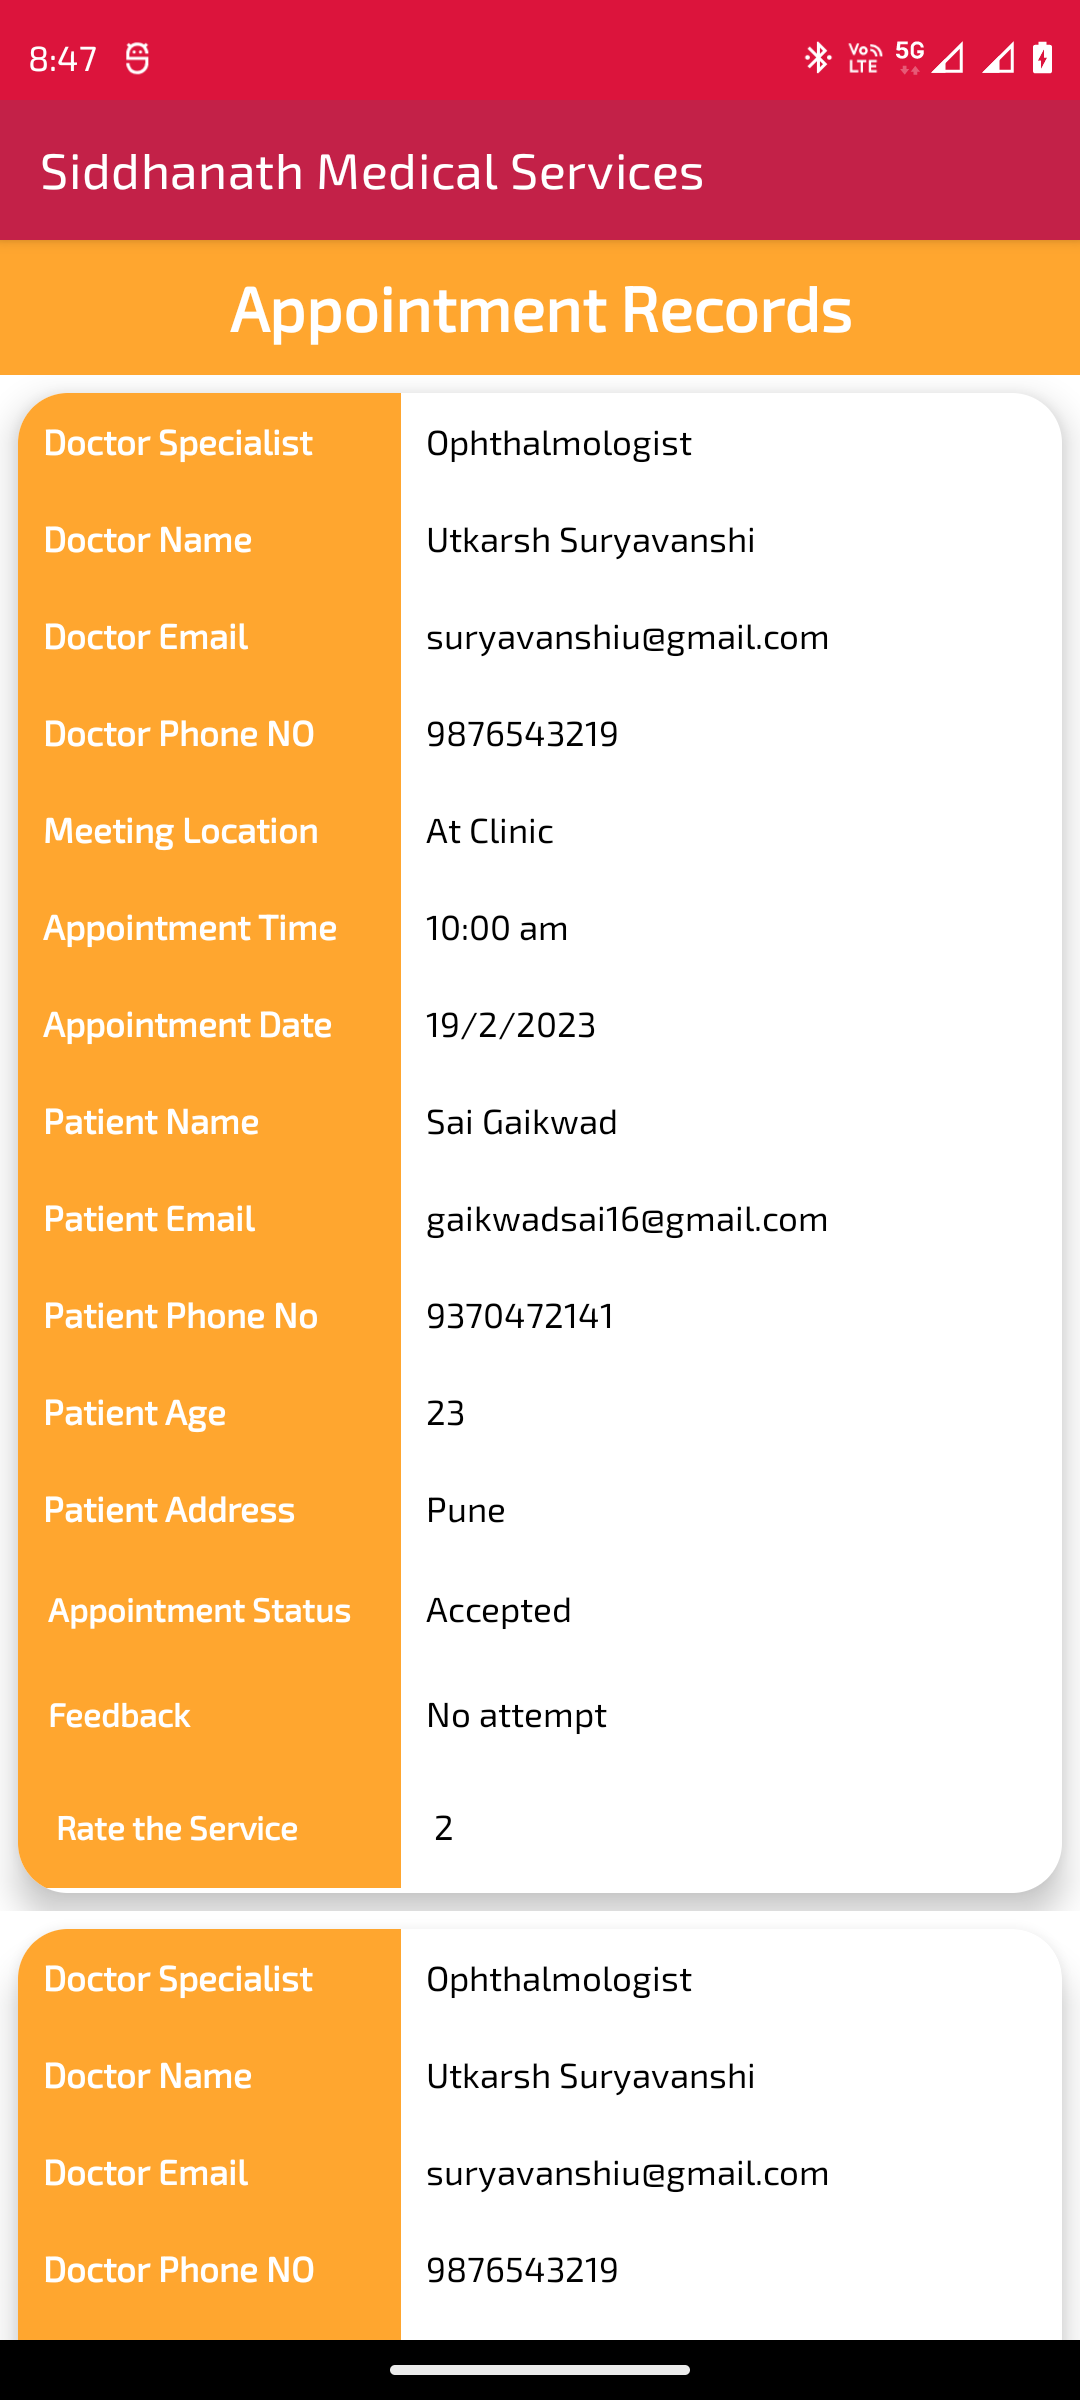 8:47 Vo LTE 5G
Siddhanath Medical Services
Appointment Records
Doctor Specialist Ophthalmologist
Doctor Name Utkarsh Suryavanshi
Doctor Email suryavanshiu@gmail.com
Doctor Phone NO 9876543219
Meeting Location At Clinic
Appointment Time 10:00 am
Appointment Date 19/2/2023
Patient Name Sai Gaikwad
Patient Email gaikwadsai16@gmail.com
Patient Phone No 9370472141
Patient Age 23
Patient Address Pune
Appointment Status Accepted
Feedback No attempt
Rate the Service 2
Doctor Specialist Ophthalmologist
Doctor Name Utkarsh Suryavanshi
Doctor Email suryavanshiu@gmail.com
Doctor Phone NO 9876543219